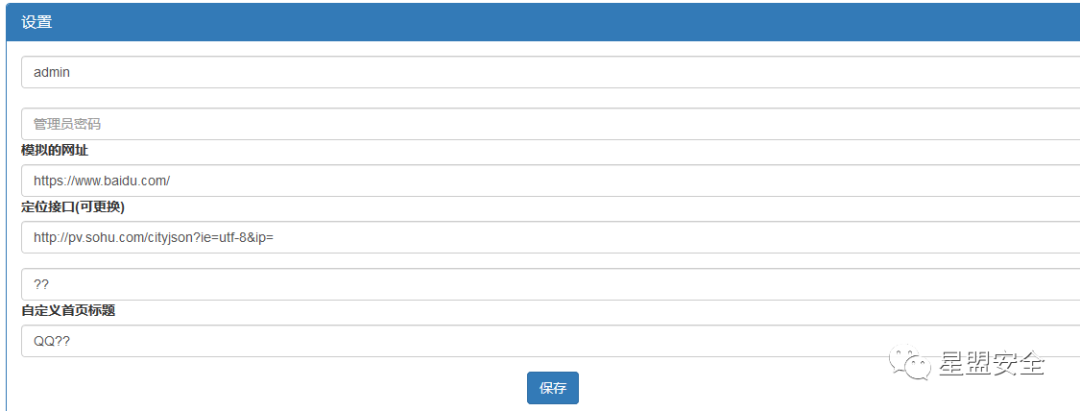 设置
admin
管理员密码
模拟的网址
https://www.baidu.com/
定位接口(可更换)
http://pv.sohu.com/cityjson?ie=utf-8&ip=
??
自定义首页标题
QQ??
星盟安全
保存